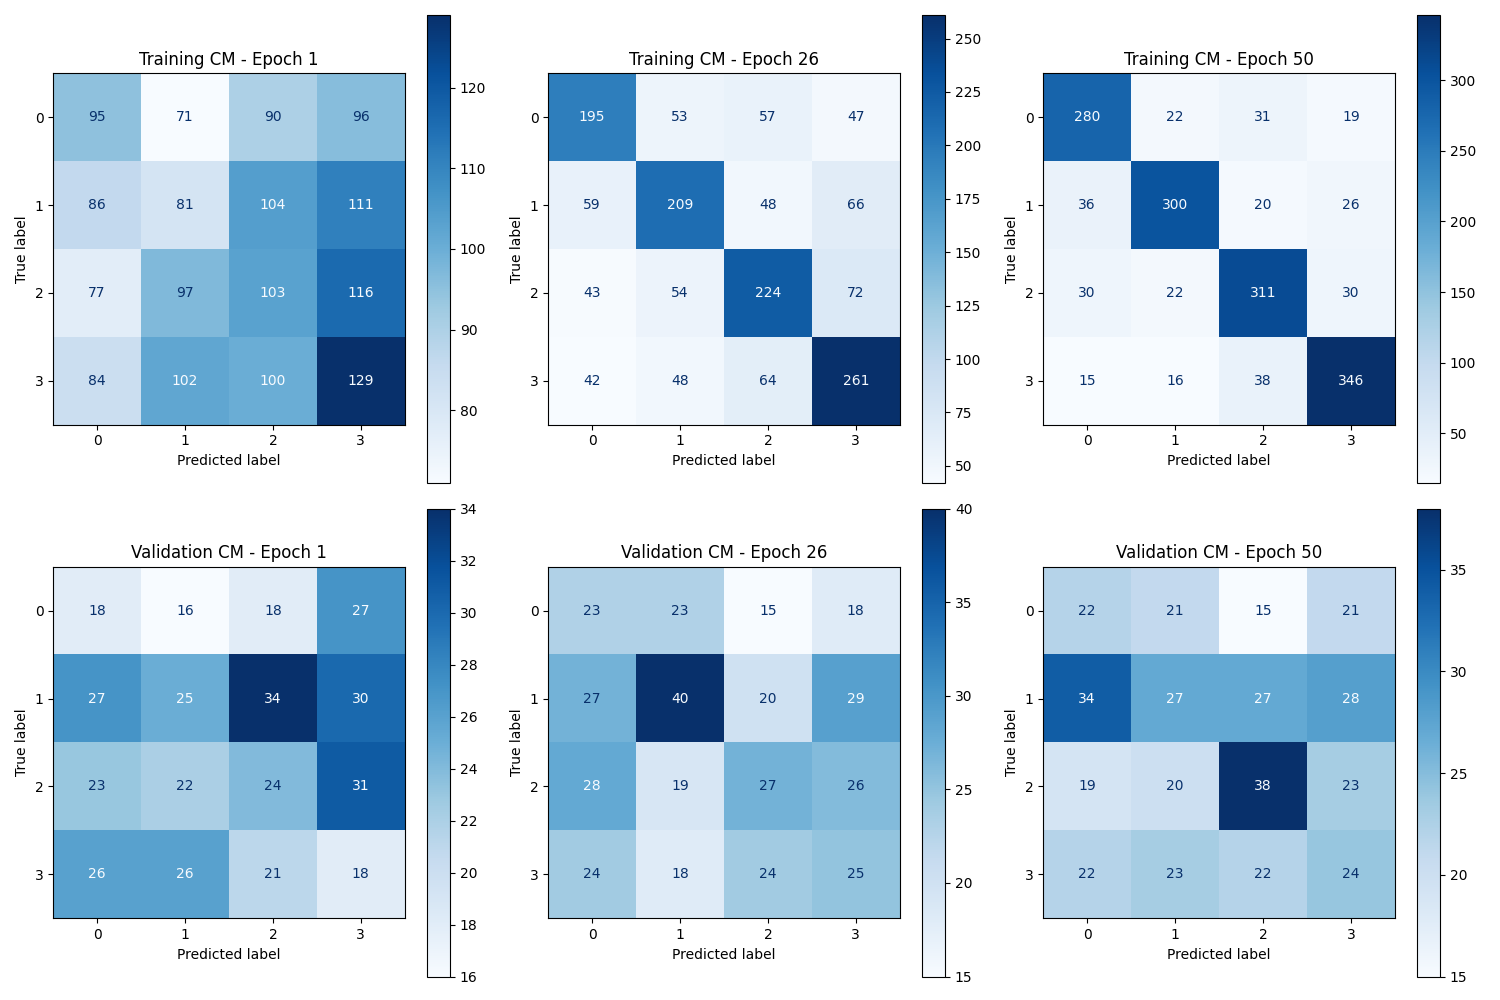 Training CM - Epoch 1
0 95 71 90 96
1 86 81 104 111
2 77 97 103 116
3 84 102 100 129
0 1 2 3
Predicted label
True label
120
110
100
90
80
Training CM - Epoch 26
0 195 53 57 47
1 59 209 48 66
2 43 54 224 72
3 42 48 64 261
0 1 2 3
Predicted label
True label
250
225
200
175
150
125
100
75
50
Training CM - Epoch 50
0 280 22 31 19
1 36 300 20 26
2 30 22 311 30
3 15 16 38 346
0 1 2 3
Predicted label
True label
300
250
200
150
100
50
Validation CM - Epoch 1
0 18 16 18 27
1 27 25 34 30
2 23 22 24 31
3 26 26 21 18
0 1 2 3
Predicted label
True label
34
32
30
28
26
24
22
20
18
16
Validation CM - Epoch 26
0 23 23 15 18
1 27 40 20 29
2 28 19 27 26
3 24 18 24 25
0 1 2 3
Predicted label
True label
40
35
30
25
20
15
Validation CM - Epoch 50
0 22 21 15 21
1 34 27 27 28
2 19 20 38 23
3 22 23 22 24
0 1 2 3
Predicted label
True label
35
30
25
20
15